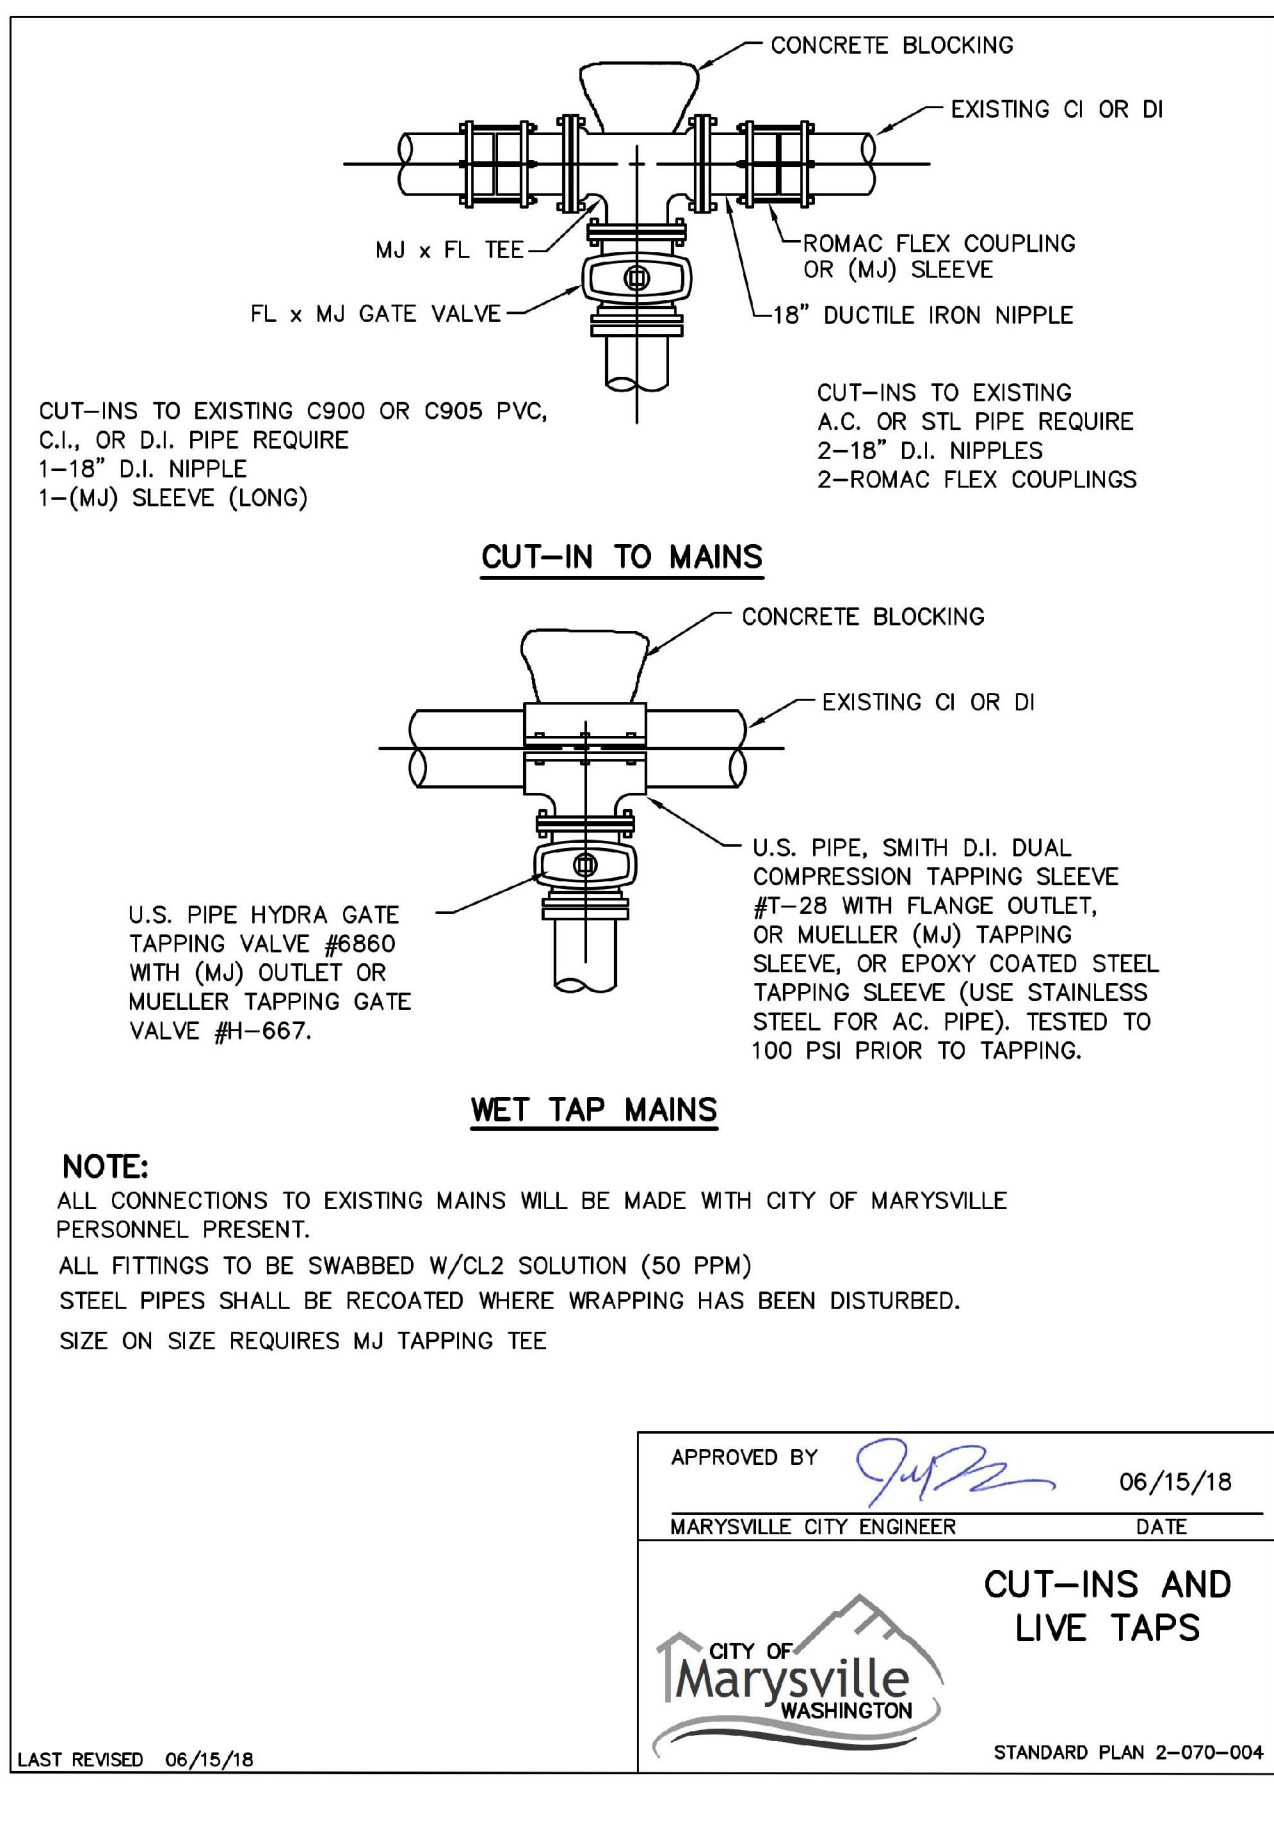 CONCRETE BLOCKING
EXISTING CI OR DI
MJ x FL TEE
ROMAC FLEX COUPLING
OR (MJ) SLEEVE
FL x MJ GATE VALVE
18" DUCTILE IRON NIPPLE
CUT-INS TO EXISTING C900 OR C905 PVC,
C.I., OR D.I. PIPE REQUIRE
1-18" D.I. NIPPLE
1-(MJ) SLEEVE (LONG)
CUT-INS TO EXISTING
A.C. OR STL PIPE REQUIRE
2-18" D.I. NIPPLES
2-ROMAC FLEX COUPLINGS
CUT-IN TO MAINS
CONCRETE BLOCKING
EXISTING CI OR DI
U.S. PIPE, SMITH D.I. DUAL
COMPRESSION TAPPING SLEEVE
#T-28 WITH FLANGE OUTLET,
OR MUELLER (MJ) TAPPING
SLEEVE, OR EPOXY COATED STEEL
TAPPING SLEEVE (USE STAINLESS
STEEL FOR AC. PIPE). TESTED TO
100 PSI PRIOR TO TAPPING.
U.S. PIPE HYDRA GATE
TAPPING VALVE #6860
WITH (MJ) OUTLET OR
MUELLER TAPPING GATE
VALVE #H-667.
WET TAP MAINS
NOTE:
ALL CONNECTIONS TO EXISTING MAINS WILL BE MADE WITH CITY OF MARYSVILLE
PERSONNEL PRESENT.
ALL FITTINGS TO BE SWABBED W/CL2 SOLUTION (50 PPM)
STEEL PIPES SHALL BE RECOATED WHERE WRAPPING HAS BEEN DISTURBED.
SIZE ON SIZE REQUIRES MJ TAPPING TEE
APPROVED BY
06/15/18
MARYSVILLE CITY ENGINEER DATE
CUT-INS AND
LIVE TAPS
CITY OF
Marysville
WASHINGTON
STANDARD PLAN 2-070-004
LAST REVISED 06/15/18